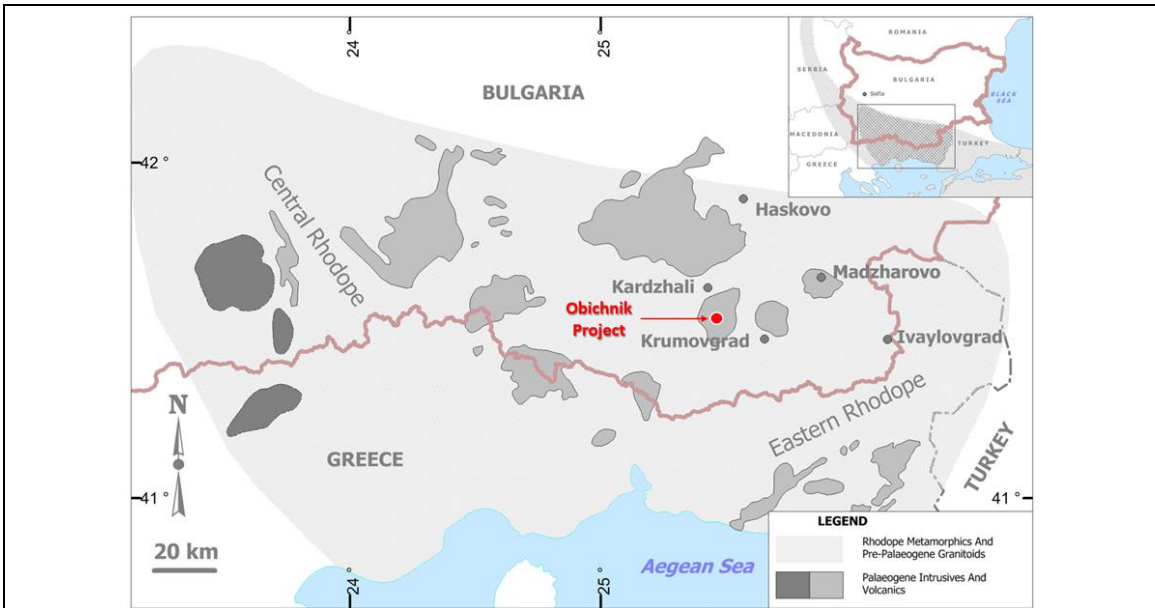 24
25
ROMANIA
SERBIA
BULGARIA
Sofia
BLACK
SEA
MACEDONIA
GREECE
TURKEY
BULGARIA
42 °
Central Rhodope
Haskovo
Madzharovo
Kardzhali
Obichnik
Project
Krumovgrad
Ivaylovgrad
Eastern Rhodope
N
GREECE
TURKEY
41 °
41 °
20 km
24
25
Aegean Sea
LEGEND
Rhodope Metamorphics And
Pre-Palaeogene Granitoids
Palaeogene Intrusives And
Volcanics